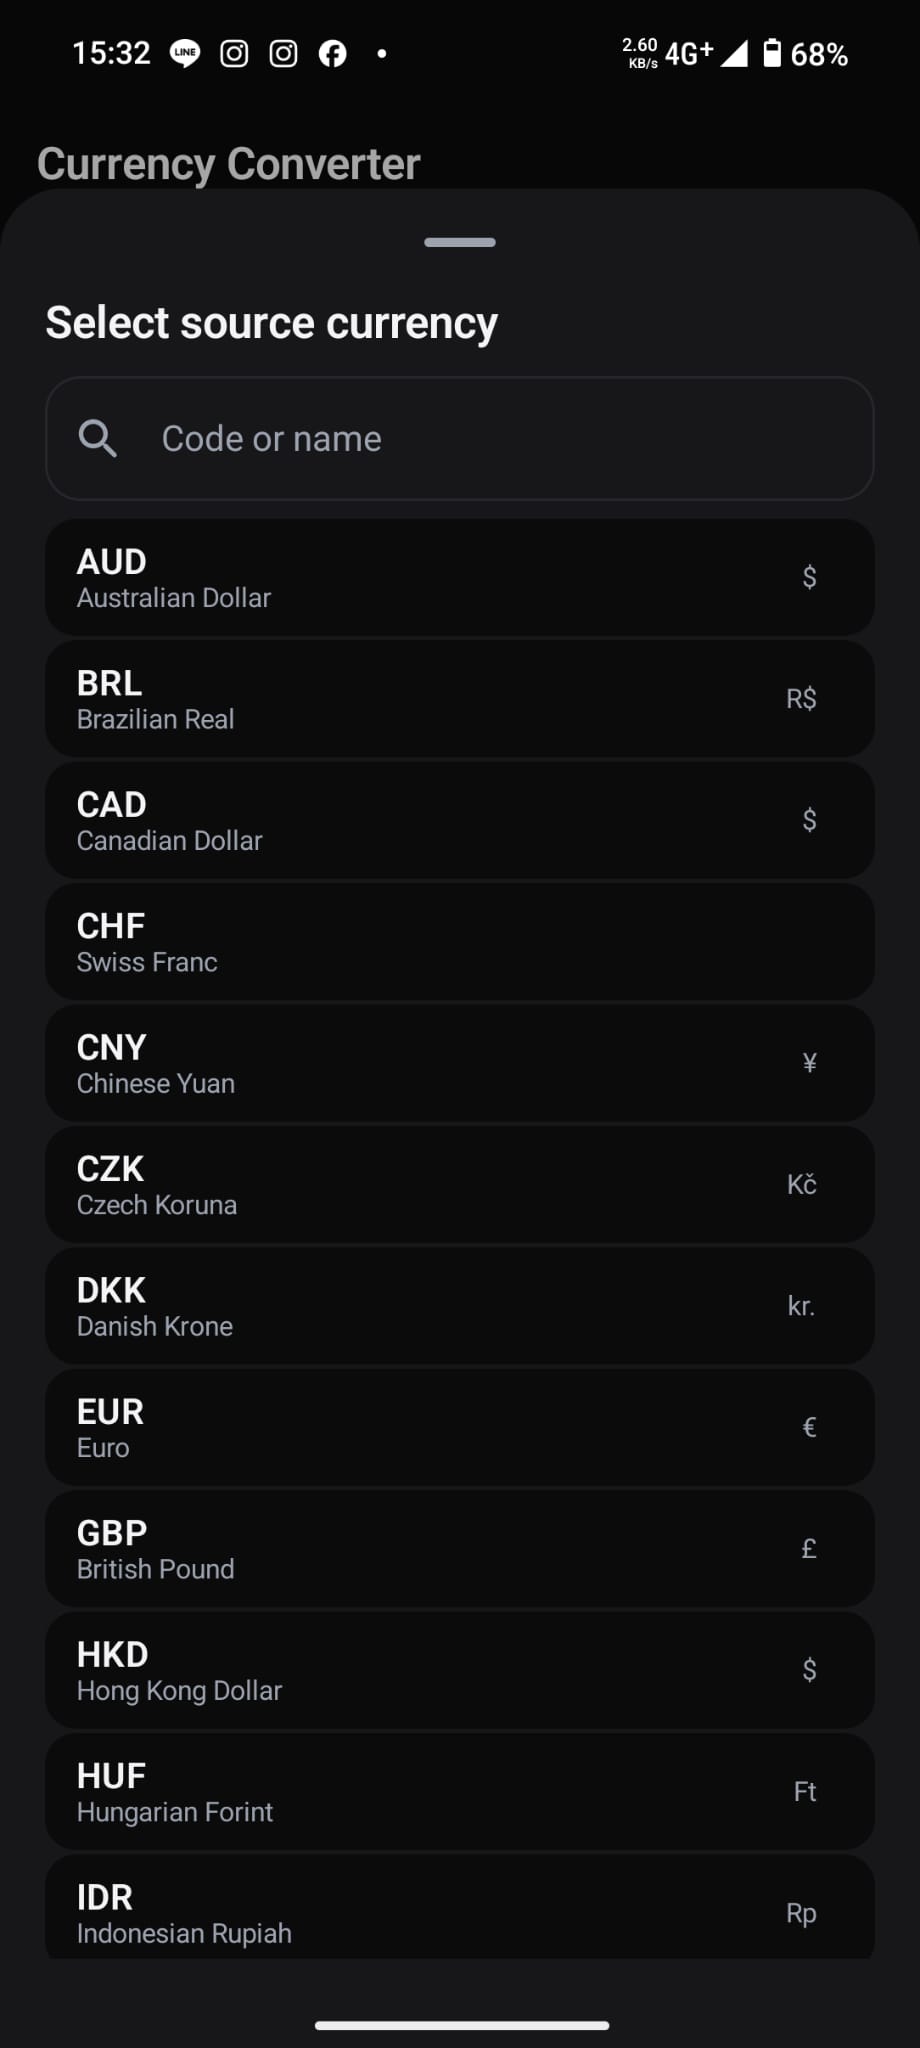 15:32 LINE 2.60 KB/s 4G+ 68%
Currency Converter
Select source currency
Code or name
AUD
Australian Dollar
$
BRL
Brazilian Real
R$
CAD
Canadian Dollar
$
CHF
Swiss Franc
CNY
Chinese Yuan
¥
CZK
Czech Koruna
Kč
DKK
Danish Krone
kr.
EUR
Euro
€
GBP
British Pound
£
HKD
Hong Kong Dollar
$
HUF
Hungarian Forint
Ft
IDR
Indonesian Rupiah
Rp